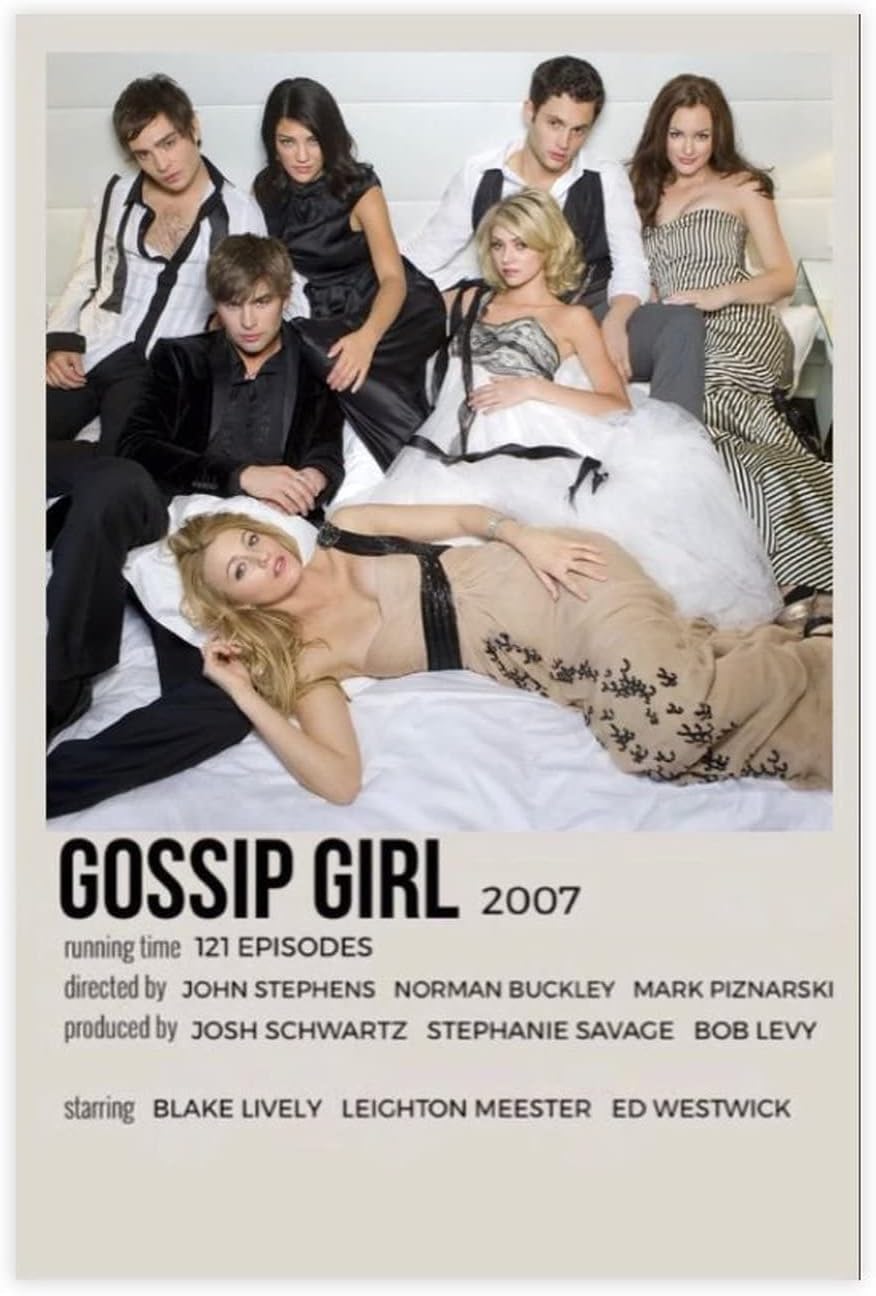 GOSSIP GIRL 2007
running time 121 EPISODES
directed by JOHN STEPHENS NORMAN BUCKLEY MARK PIZNARSKI
produced by JOSH SCHWARTZ STEPHANIE SAVAGE BOB LEVY
starring BLAKE LIVELY LEIGHTON MEESTER ED WESTWICK